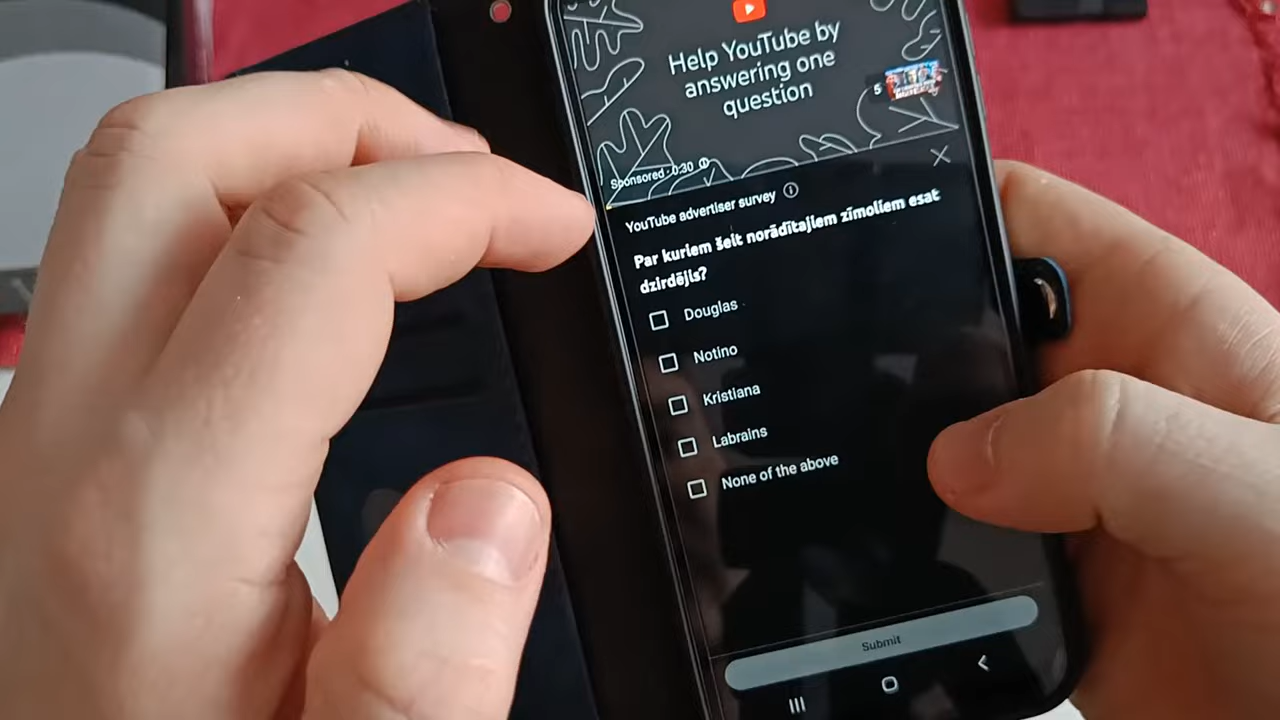 Help YouTube by
answering one
question
5
Sponsored · 0:30
YouTube advertiser survey
Par kuriem šeit norādītajiem zīmoliem esat
dzirdējis?
Douglas
Notino
Kristiana
Labrains
None of the above
Submit